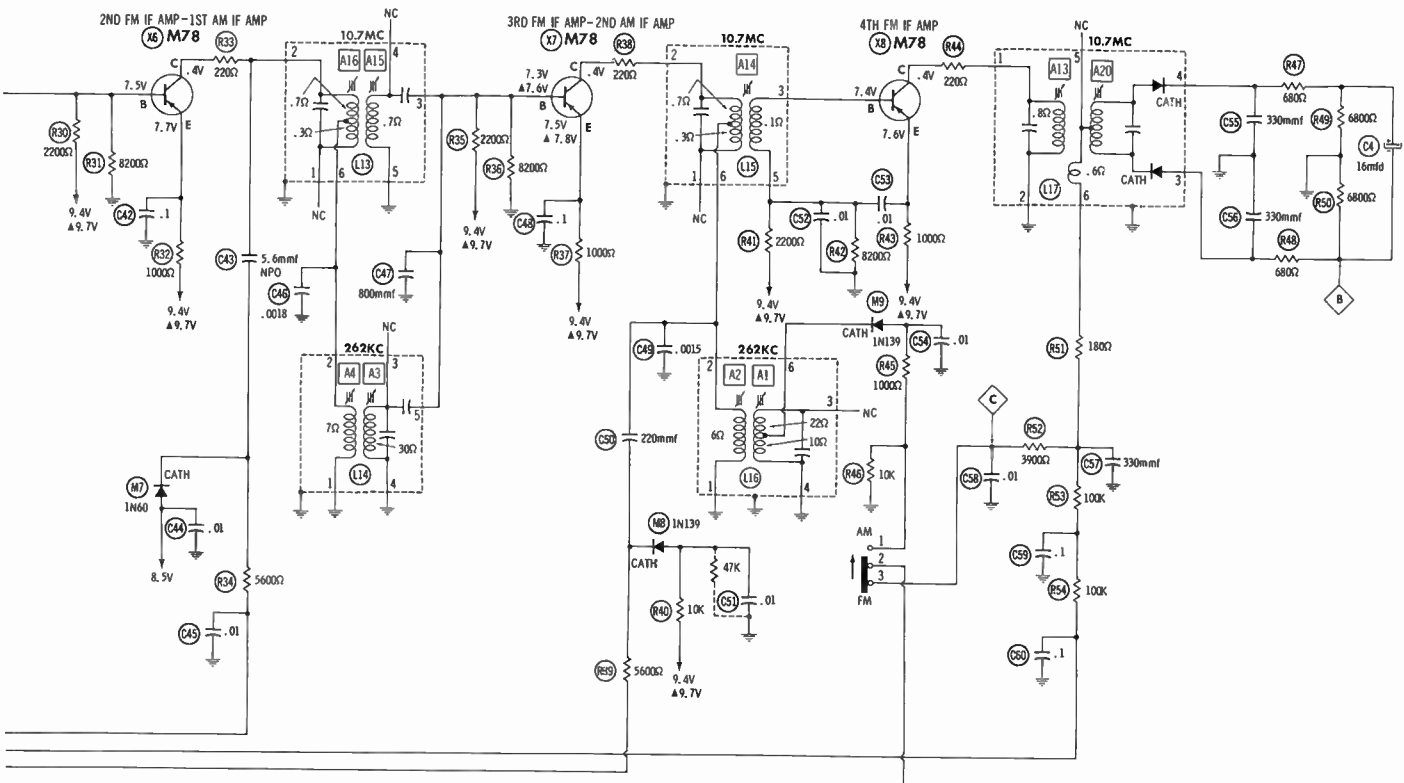 2ND FM IF AMP-1ST AM IF AMP
X6 M78
R33
220Ω
C
.4V
7.5V
B
7.7V
E
R30
2200Ω
R31
8200Ω
9.4V
▲9.7V
C42
.1
R32
1000Ω
9.4V
▲9.7V
C43
5.6mmf
NPO
NC
10.7MC
2
4
A16
A15
.7Ω
.3Ω
3
.7Ω
L13
1
6
5
NC
C46
.0018
C47
800mmf
NC
262KC
2
3
A4
A3
5
7Ω
30Ω
L14
1
4
CATH
M7
1N60
C44
.01
8.5V
R34
5600Ω
C45
.01
3RD FM IF AMP-2ND AM IF AMP
X7 M78
R38
220Ω
C
.4V
7.3V
▲7.6V
B
7.5V
▲7.8V
E
R35
2200Ω
R36
8200Ω
9.4V
▲9.7V
C48
.1
R37
1000Ω
9.4V
▲9.7V
10.7MC
2
A14
3
.7Ω
.3Ω
.1Ω
L15
1
6
5
NC
R41
2200Ω
9.4V
▲9.7V
C52
.01
R42
8200Ω
C53
.01
C49
.0015
262KC
2
6
A2
A1
3
NC
6Ω
22Ω
10Ω
L16
1
4
C50
220mmf
M8 1N139
CATH
47K
R40
10K
C51
.01
9.4V
▲9.7V
R39
5600Ω
4TH FM IF AMP
X8 M78
R44
220Ω
C
.4V
7.4V
B
7.6V
E
R43
1000Ω
9.4V
▲9.7V
M9
CATH
1N139
C54
.01
R45
1000Ω
R46
10K
AM
1
2
3
FM
NC
10.7MC
5
1
A13
A20
4
CATH
.8Ω
.6Ω
CATH
3
L17
2
6
R47
680Ω
C55
330mmf
R49
6800Ω
C4
16mfd
C56
330mmf
R50
6800Ω
R48
680Ω
B
R51
180Ω
C
R52
3900Ω
C58
.01
C57
330mmf
R53
100K
C59
.1
R54
100K
C60
.1